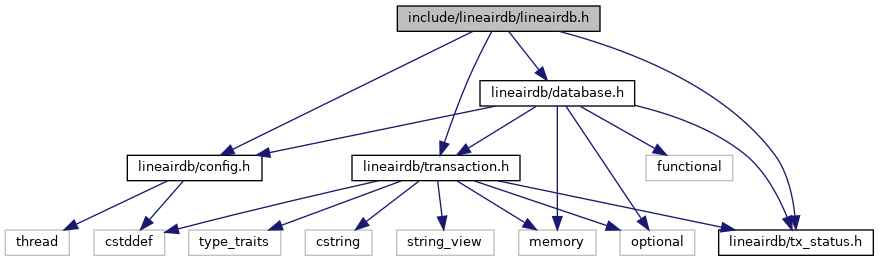 include/lineairdb/lineairdb.h
lineairdb/database.h
lineairdb/config.h
lineairdb/transaction.h
functional
thread
cstddef
type_traits
cstring
string_view
memory
optional
lineairdb/tx_status.h